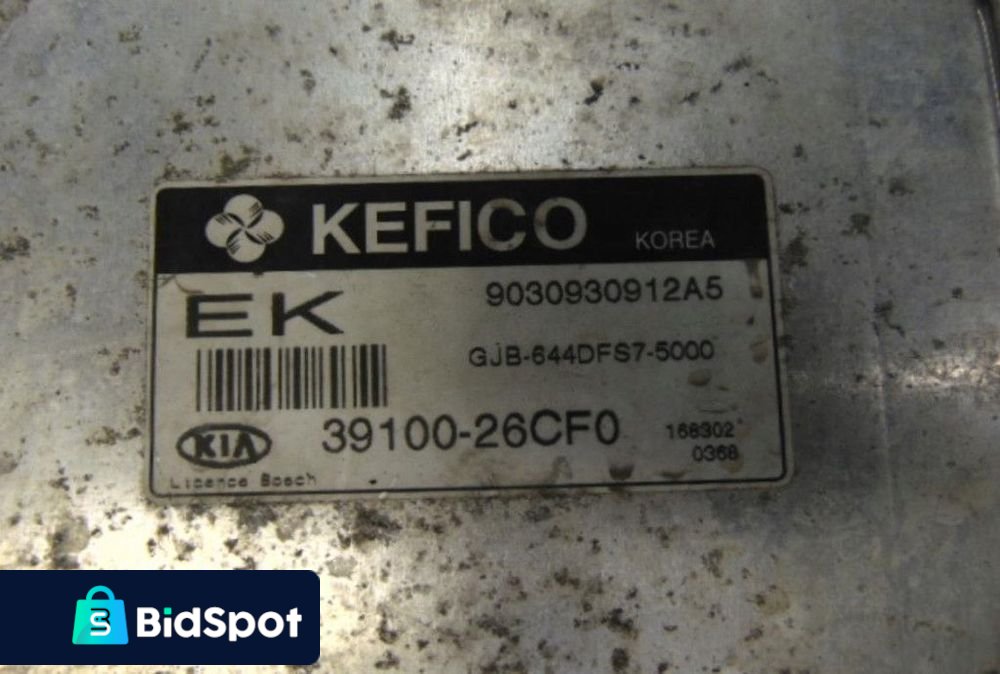 KEFICO KOREA
EK
9030930912A5
GJB-644DFS7-5000
39100-26CF0
168302
0368
KIA
Licence Bosch
BidSpot